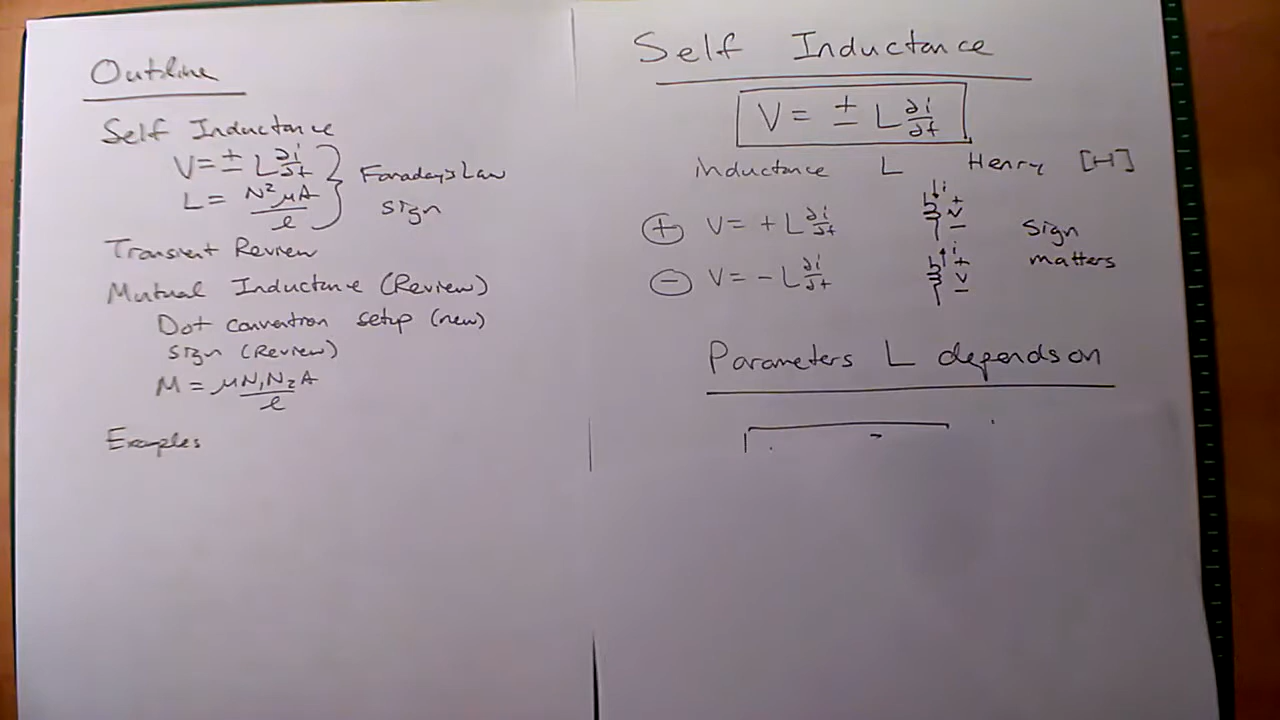 Outline
Self Inductance
V = ± L ∂i/∂t } Faradays Law
L = N²μA/ℓ } sign
Transient Review
Mutual Inductance (Review)
Dot convention setup (new)
sign (Review)
M = μN₁N₂A/ℓ
Examples
Self Inductance
V = ± L ∂i/∂t
inductance L Henry [H]
⊕ V = + L ∂i/∂t i + V − sign
⊖ V = − L ∂i/∂t i + V − matters
Parameters L depends on